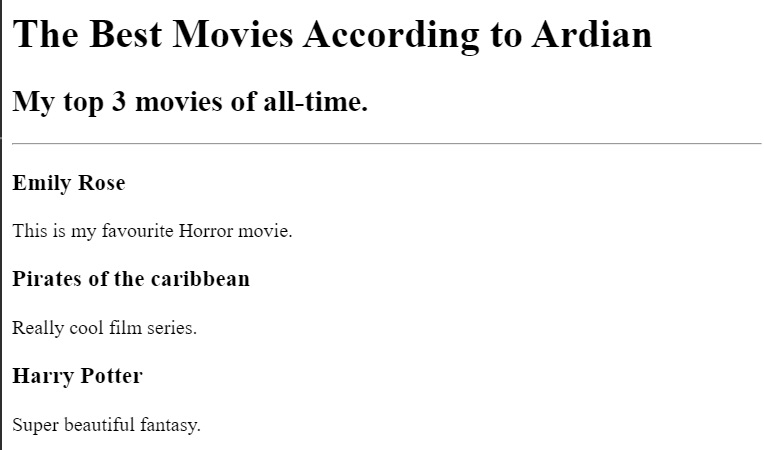 The Best Movies According to Ardian
My top 3 movies of all-time.
Emily Rose
This is my favourite Horror movie.
Pirates of the caribbean
Really cool film series.
Harry Potter
Super beautiful fantasy.